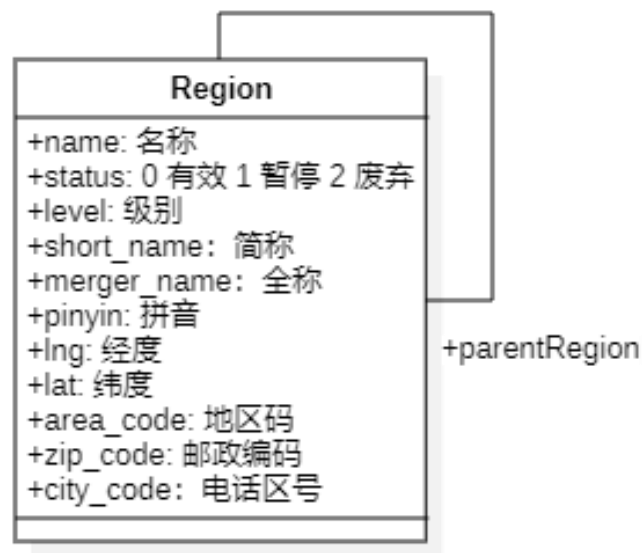 Region
+name: 名称
+status: 0 有效 1 暂停 2 废弃
+level: 级别
+short_name：简称
+merger_name：全称
+pinyin: 拼音
+lng: 经度
+lat: 纬度
+parentRegion
+area_code: 地区码
+zip_code: 邮政编码
+city_code：电话区号